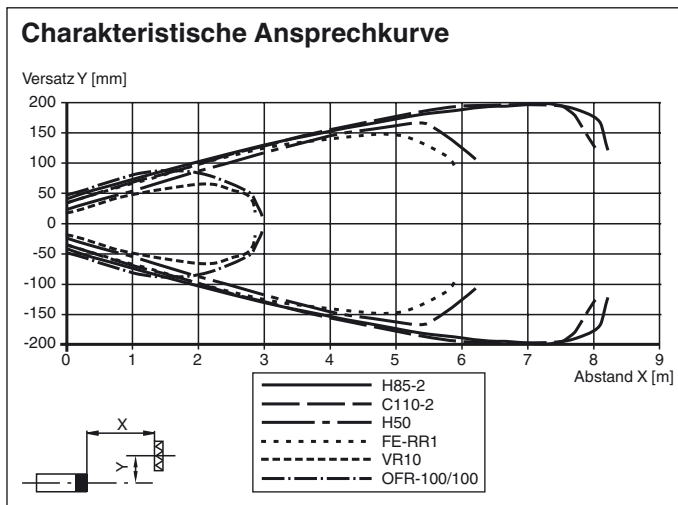 Charakteristische Ansprechkurve
Versatz Y [mm]
200
150
100
50
0
-50
-100
-150
-200
0 1 2 3 4 5 6 7 8 9
Abstand X [m]
H85-2
C110-2
H50
FE-RR1
VR10
OFR-100/100
X
Y